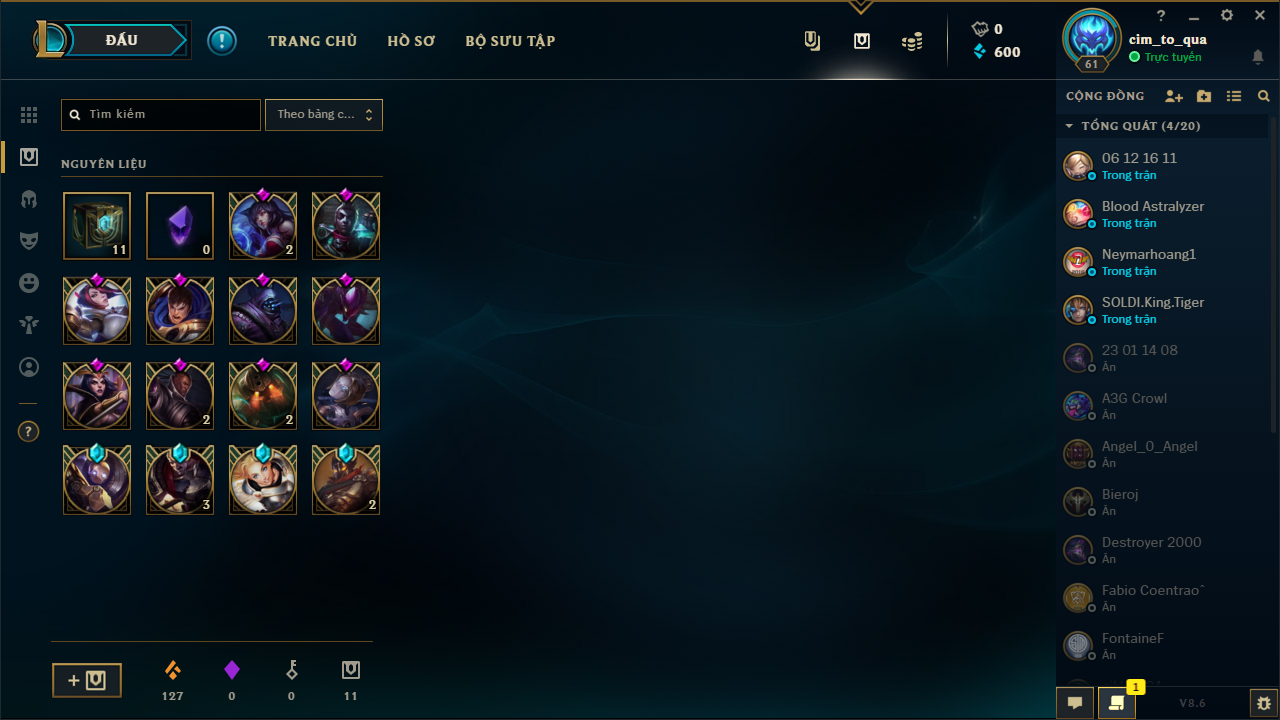 ĐẤU
!
TRANG CHỦ
HỒ SƠ
BỘ SƯU TẬP
0
600
?
61
cim_to_qua
Trực tuyến
CỘNG ĐỒNG
Tìm kiếm
Theo bảng c...
TỔNG QUÁT (4/20)
NGUYÊN LIỆU
11
0
2
2
2
3
2
?
06 12 16 11
Trong trận
Blood Astralyzer
Trong trận
Neymarhoang1
Trong trận
SOLDI.King.Tiger
Trong trận
23 01 14 08
Ẩn
A3G Crowl
Ẩn
Angel_0_Angel
Ẩn
Bieroj
Ẩn
Destroyer 2000
Ẩn
Fabio Coentraoˆ
Ẩn
FontaineF
Ẩn
+
127
0
0
11
1
V8.6